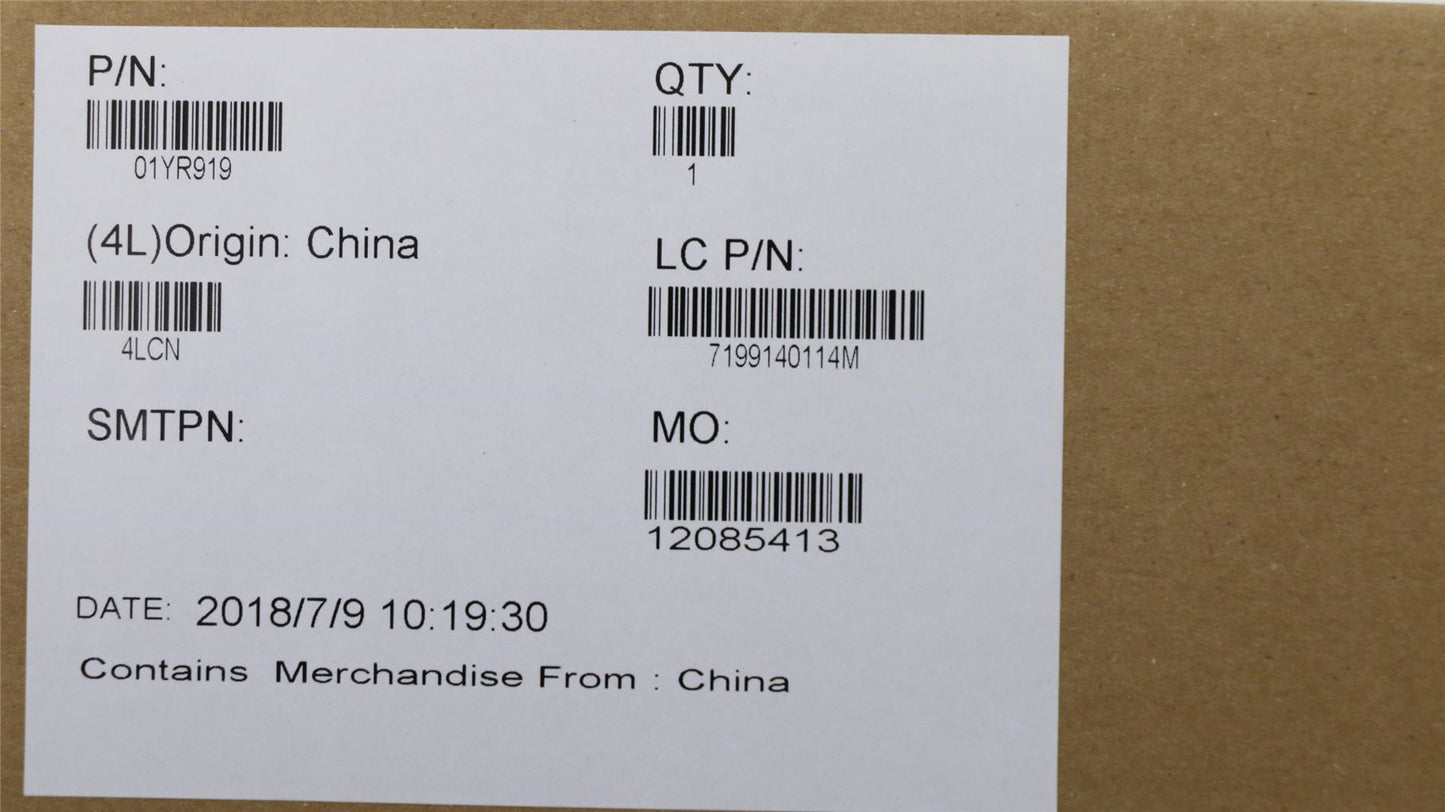 P/N:
01YR919
QTY:
1
(4L)Origin: China
4LCN
LC P/N:
7199140114M
SMTPN:
MO:
12085413
DATE: 2018/7/9 10:19:30
Contains Merchandise From : China